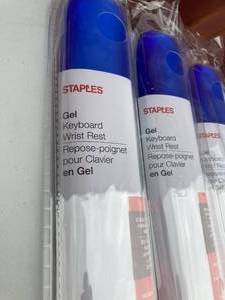 STAPLES
Gel
Keyboard
Wrist Rest
Repose-poignet
pour Clavier
en Gel
STAPLES
Gel
Keyboard
Wrist Rest
Repose-poignet
pour Clavier
en Gel